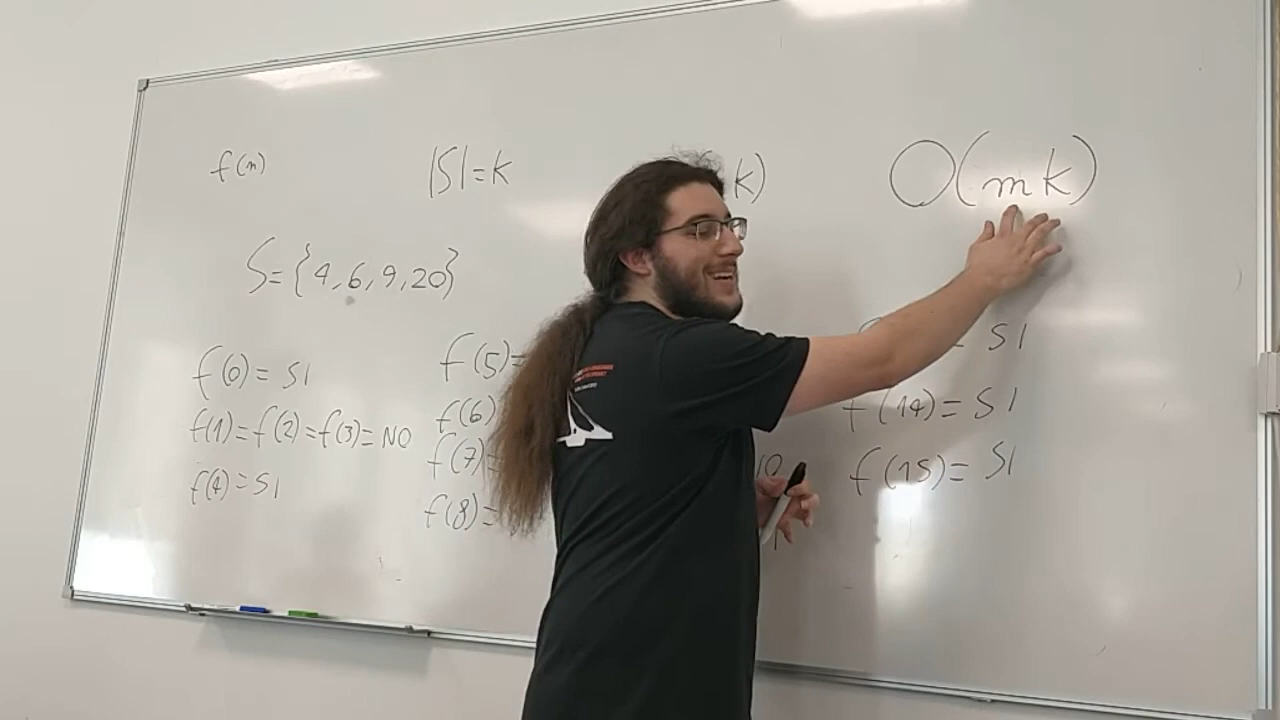 f(n) |S|=k k) O(mk)
S={4,6,9,20}
f(0)=SI f(5)= SI
f(1)=f(2)=f(3)=NO f(6) f(14)=SI
f(4)=SI f(7)= f(15)=SI
f(8)=